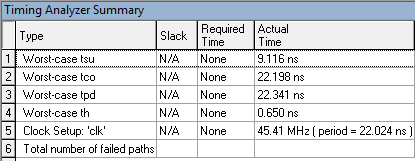 Timing Analyzer Summary
Type Slack Required Time Actual Time
1 Worst-case tsu N/A None 9.116 ns
2 Worst-case tco N/A None 22.198 ns
3 Worst-case tpd N/A None 22.341 ns
4 Worst-case th N/A None 0.650 ns
5 Clock Setup: 'clk' N/A None 45.41 MHz ( period = 22.024 ns )
6 Total number of failed paths